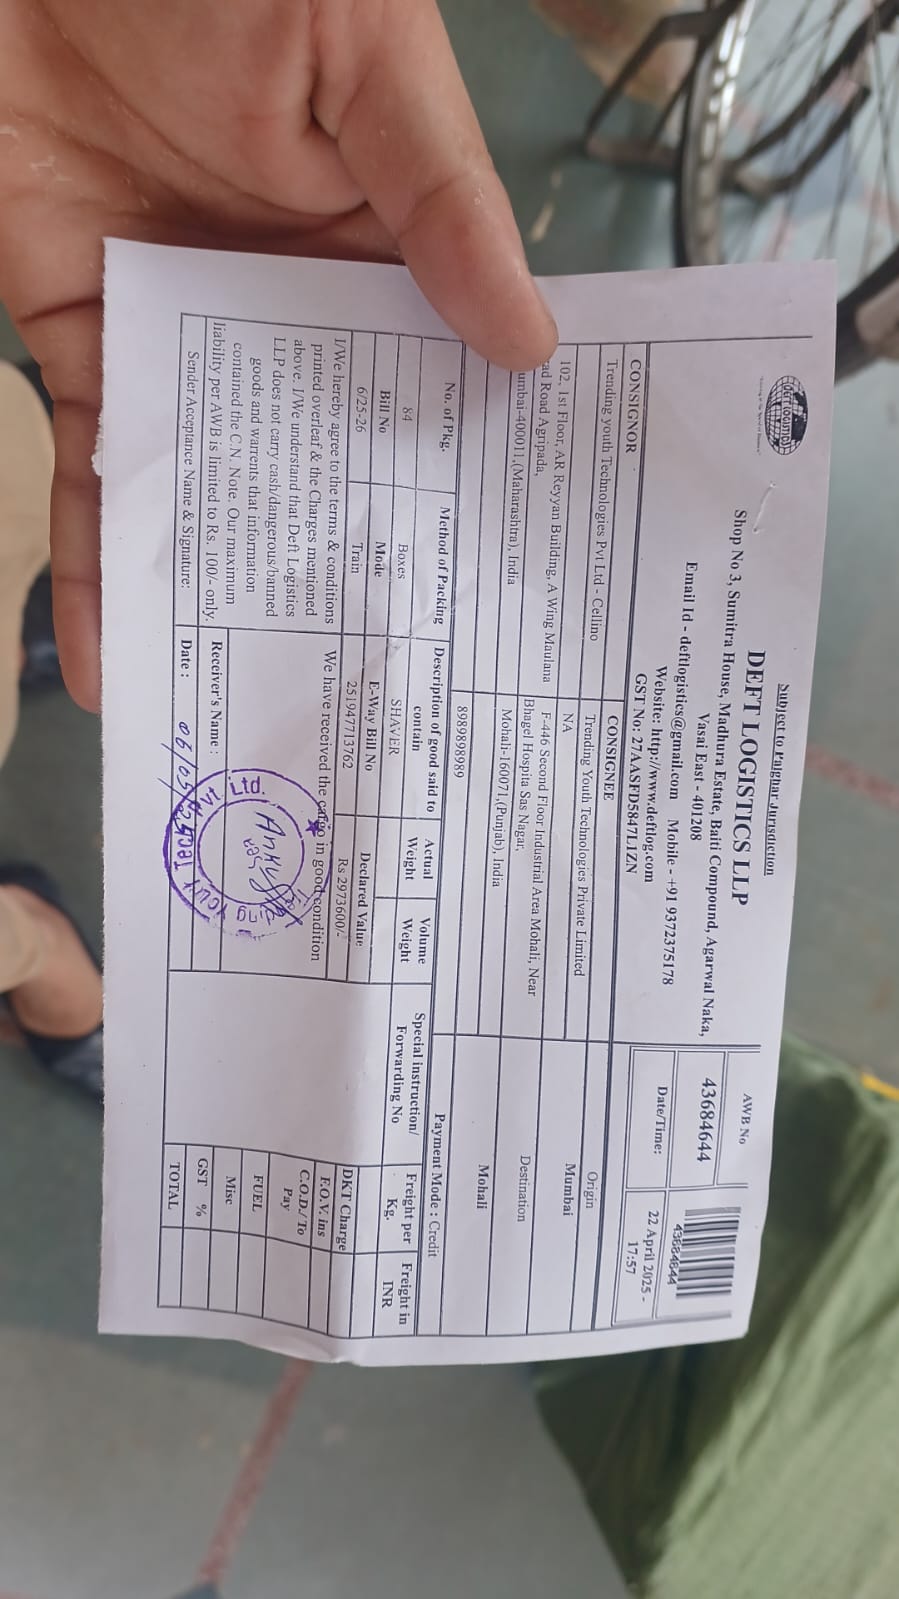 Subject to Palghar Jurisdiction
DEFT LOGISTICS LLP
Shop No 3, Sumitra House, Madhura Estate, Baiti Compound, Agarwal Naka,
Vasai East - 401208
Email Id - deftlogistics@gmail.com Mobile - +91 9372375178
Website: http://www.deftlog.com
GST No: 27AASFD5847L1ZN
AWB No
43684644
43684644
Date/Time:
22 April 2025 -
17:57
CONSIGNOR
CONSIGNEE
Trending youth Technologies Pvt Ltd - Cellino
Trending Youth Technologies Private Limited
Origin
102, 1st Floor, AR Reyyan Building, A Wing Maulana
NA
Mumbai
ad Road Agripada,
F-446 Second Floor Industrial Area Mohali, Near
Bhagel Hospita Sas Nagar,
Destination
umbai-400011,(Maharashtra), India
Mohali-160071,(Punjab), India
Mohali
8989898989
Payment Mode : Credit
No. of Pkg.
Method of Packing
Description of good said to
contain
Actual
Weight
Volume
Weight
Special instruction/
Forwarding No
Freight per
Kg.
Freight in
INR
84
Boxes
SHAVER
Bill No
Mode
E-Way Bill No
Declared Value
6/25-26
Train
251947713762
Rs 2973600/-
DKT Charge
F.O.V. ins
C.O.D./ To
Pay
FUEL
Misc
GST %
TOTAL
I/We hereby agree to the terms & conditions
printed overleaf & the Charges mentioned
above. I/We understand that Deft Logistics
LLP does not carry cash/dangerous/banned
goods and warrents that information
contained the C.N. Note. Our maximum
liability per AWB is limited to Rs. 100/- only.
Sender Acceptance Name & Signature:
We have received the cargo in good condition
Receiver's Name :
Ltd.
Date :